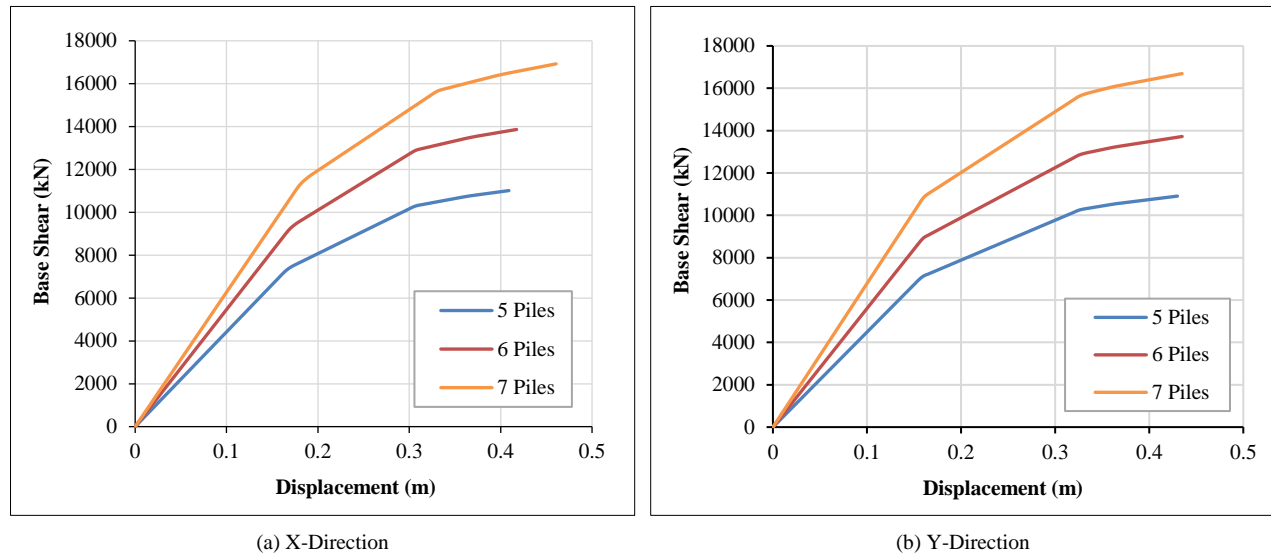 18000
16000
14000
12000
10000
8000
6000
4000
2000
0
Base Shear (kN)
5 Piles
6 Piles
7 Piles
0 0.1 0.2 0.3 0.4 0.5
Displacement (m)
(a) X-Direction
18000
16000
14000
12000
10000
8000
6000
4000
2000
0
Base Shear (kN)
5 Piles
6 Piles
7 Piles
0 0.1 0.2 0.3 0.4 0.5
Displacement (m)
(b) Y-Direction